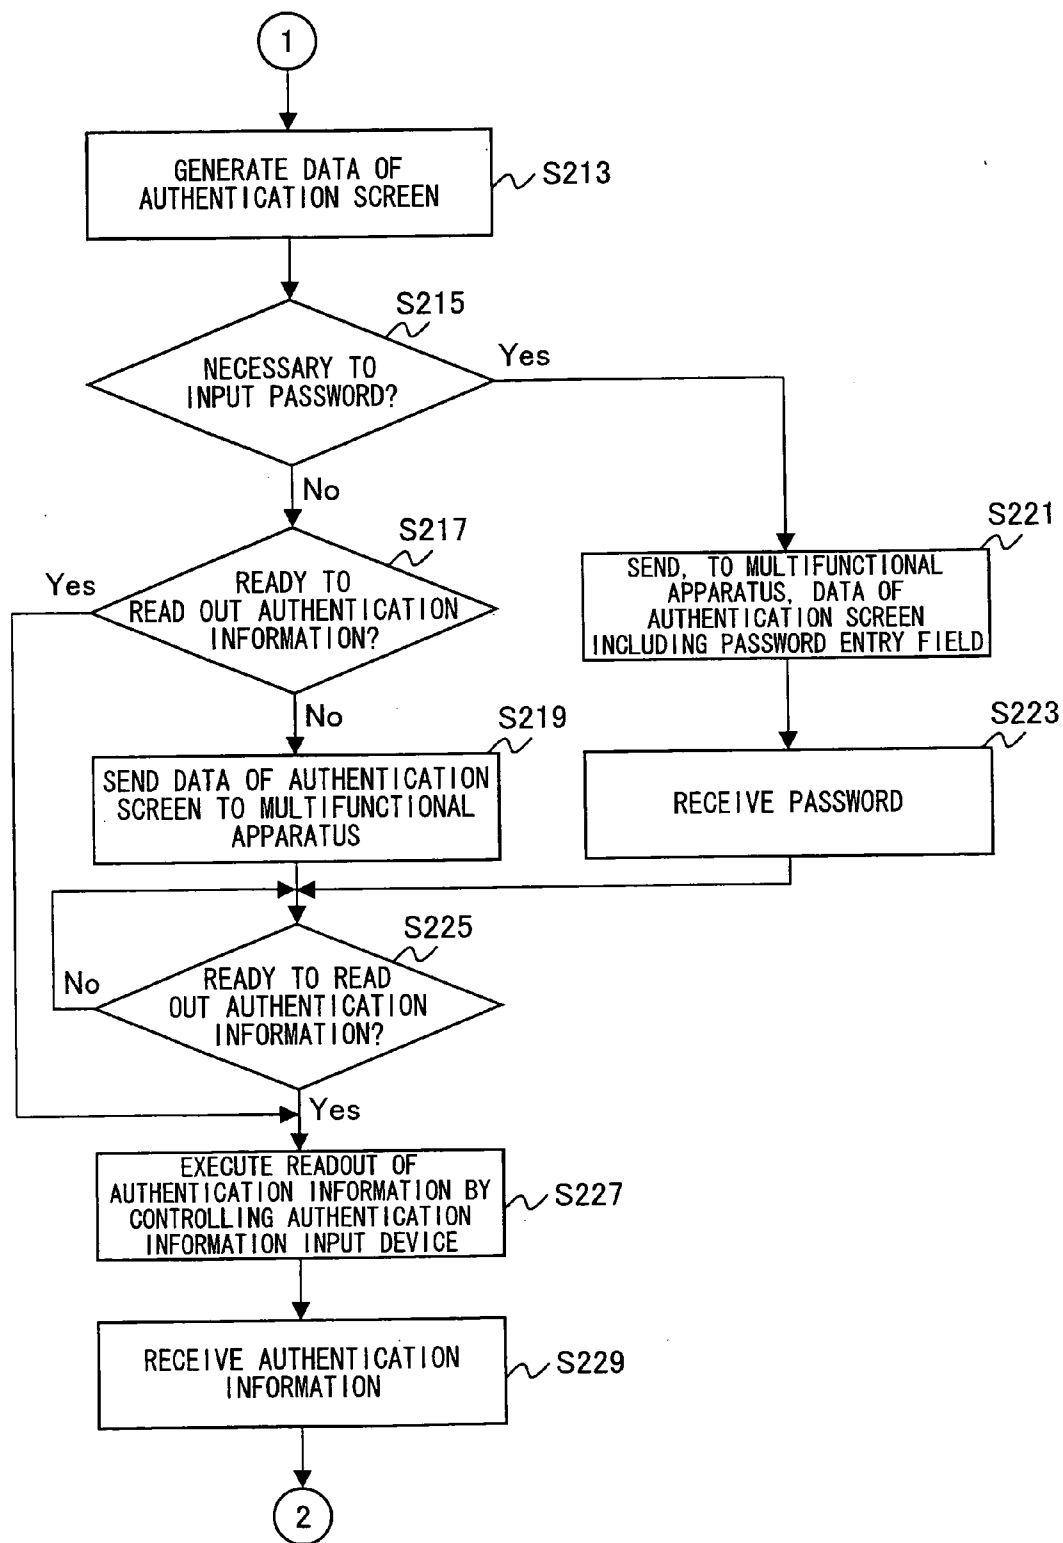 1
GENERATE DATA OF
AUTHENTICATION SCREEN
S213
S215
NECESSARY TO
INPUT PASSWORD?
Yes
No
S217
Yes
READY TO
READ OUT AUTHENTICATION
INFORMATION?
No
S221
SEND, TO MULTIFUNCTIONAL
APPARATUS, DATA OF
AUTHENTICATION SCREEN
INCLUDING PASSWORD ENTRY FIELD
S219
SEND DATA OF AUTHENTICATION
SCREEN TO MULTIFUNCTIONAL
APPARATUS
S223
RECEIVE PASSWORD
S225
No
READY TO READ
OUT AUTHENTICATION
INFORMATION?
Yes
EXECUTE READOUT OF
AUTHENTICATION INFORMATION BY
CONTROLLING AUTHENTICATION
INFORMATION INPUT DEVICE
S227
RECEIVE AUTHENTICATION
INFORMATION
S229
2